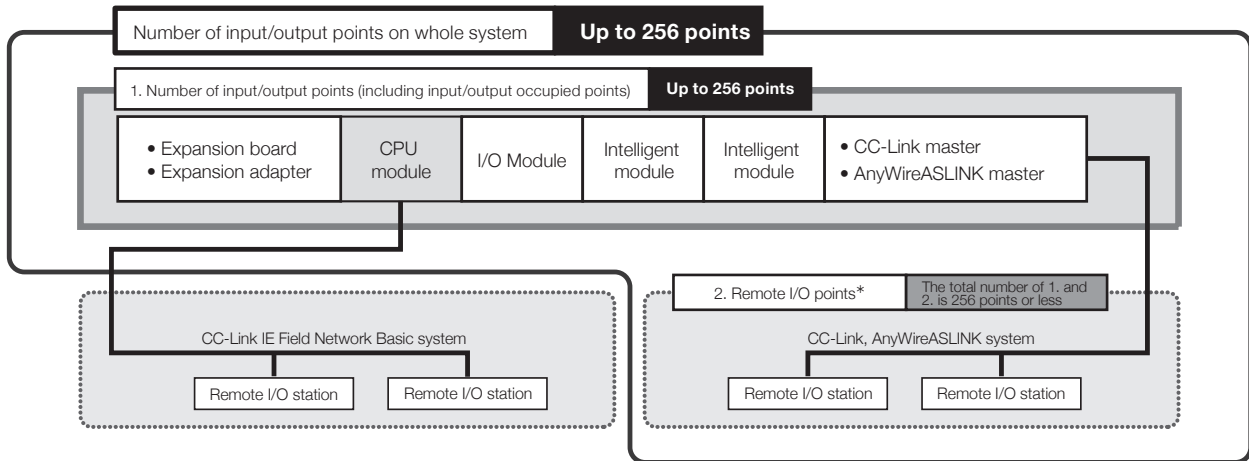 Number of input/output points on whole system
Up to 256 points
1. Number of input/output points (including input/output occupied points)
Up to 256 points
• Expansion board
• Expansion adapter
CPU
module
I/O Module
Intelligent
module
Intelligent
module
• CC-Link master
• AnyWireASLINK master
2. Remote I/O points*
The total number of 1. and
2. is 256 points or less
CC-Link IE Field Network Basic system
Remote I/O station
Remote I/O station
CC-Link, AnyWireASLINK system
Remote I/O station
Remote I/O station